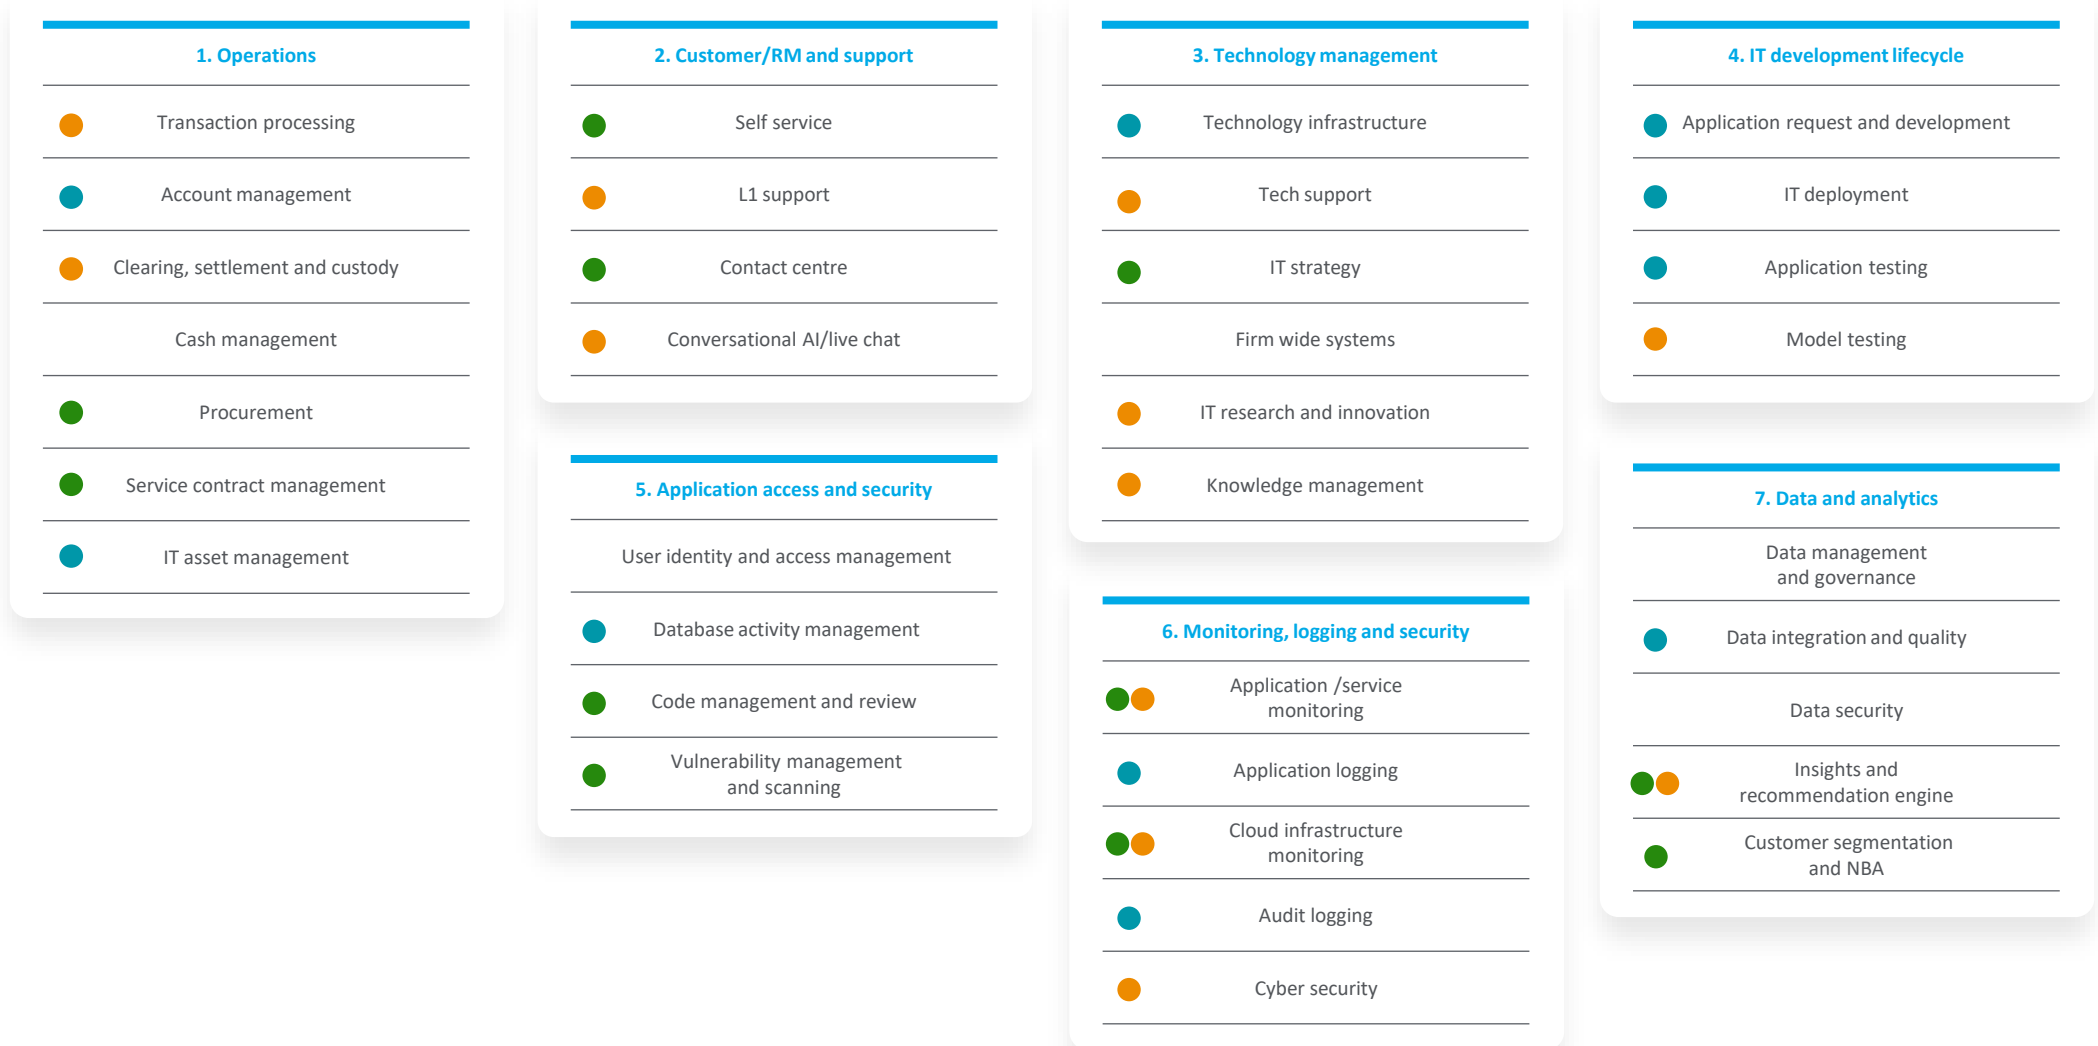 1. Operations
Transaction processing
Account management
Clearing, settlement and custody
Cash management
Procurement
Service contract management
IT asset management
2. Customer/RM and support
Self service
L1 support
Contact centre
Conversational AI/live chat
5. Application access and security
User identity and access management
Database activity management
Code management and review
Vulnerability management
and scanning
3. Technology management
Technology infrastructure
Tech support
IT strategy
Firm wide systems
IT research and innovation
Knowledge management
6. Monitoring, logging and security
Application /service
monitoring
Application logging
Cloud infrastructure
monitoring
Audit logging
Cyber security
4. IT development lifecycle
Application request and development
IT deployment
Application testing
Model testing
7. Data and analytics
Data management
and governance
Data integration and quality
Data security
Insights and
recommendation engine
Customer segmentation
and NBA